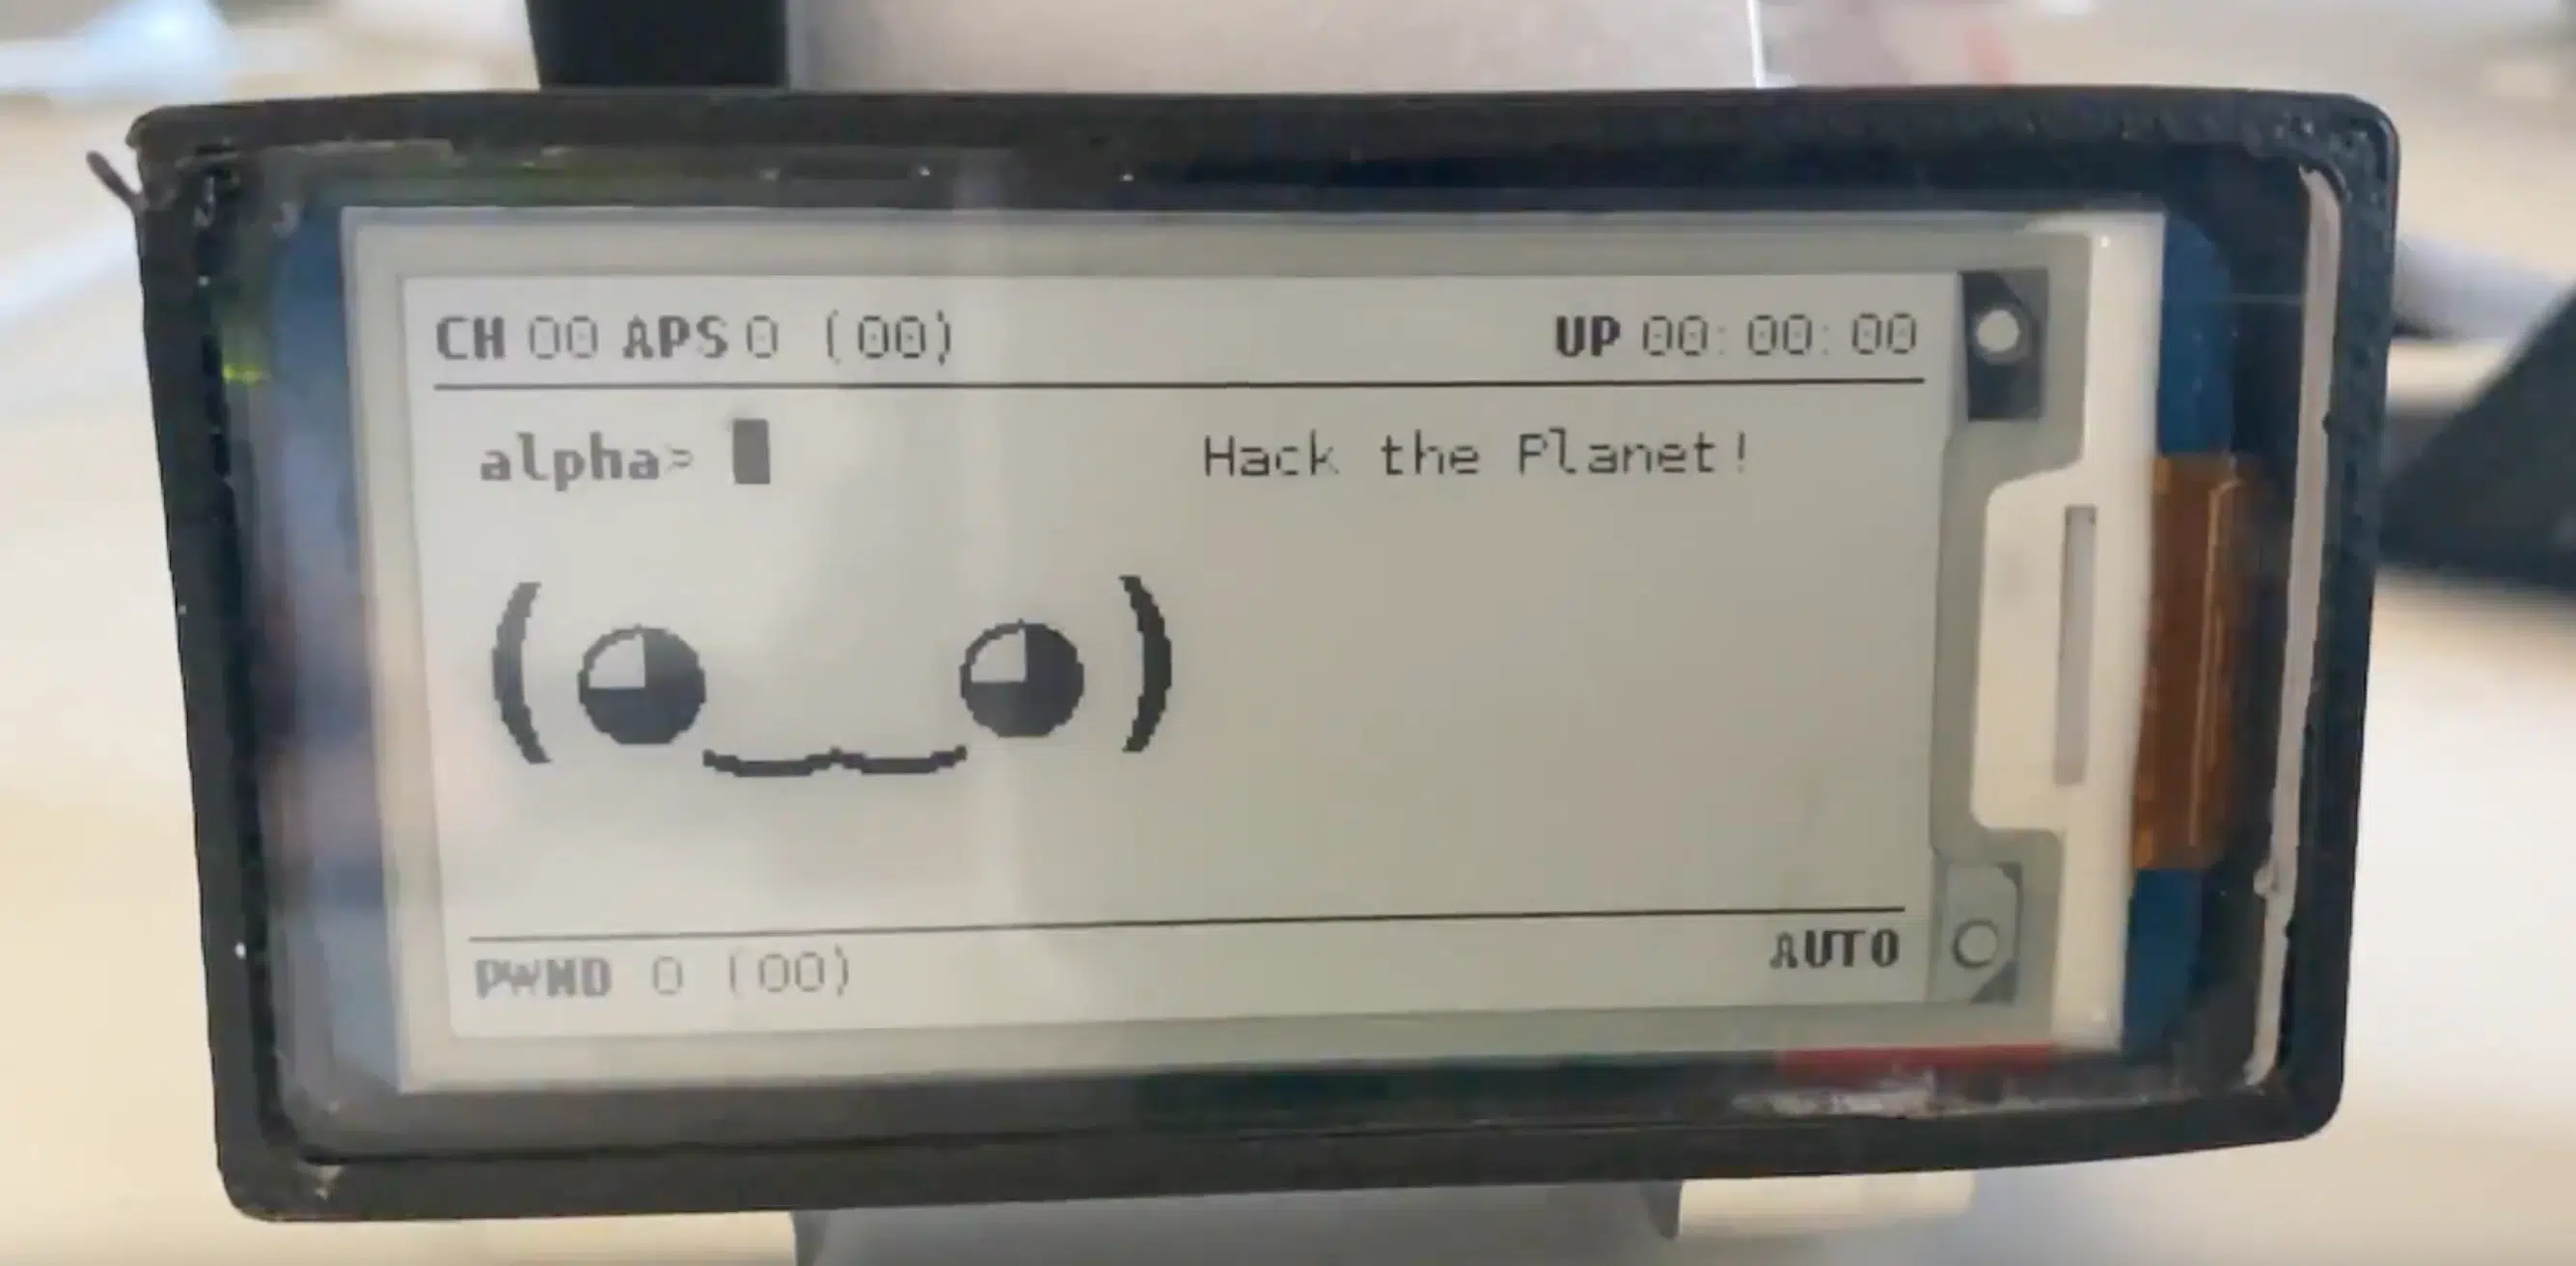 CH 00 APS 0 (00) UP 00:00:00
alpha> Hack the Planet!
PWND 0 (00) AUTO